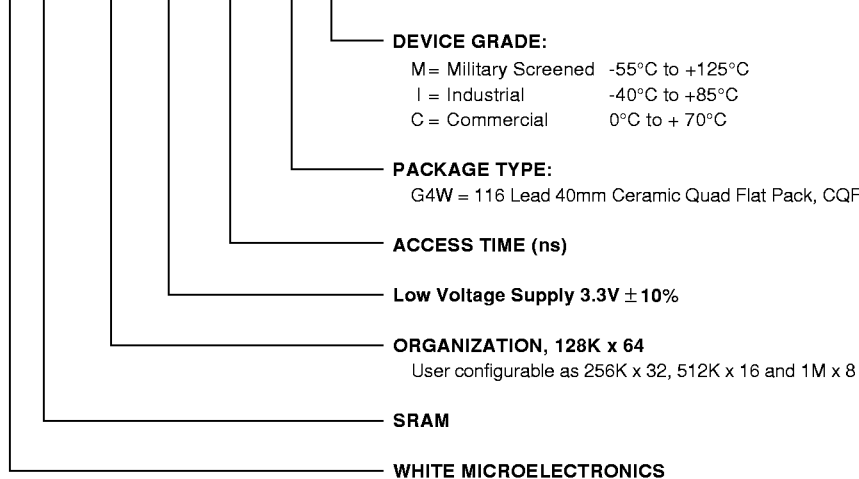 DEVICE GRADE:
M= Military Screened -55°C to +125°C
I = Industrial -40°C to +85°C
C = Commercial 0°C to + 70°C
PACKAGE TYPE:
G4W = 116 Lead 40mm Ceramic Quad Flat Pack, CQF
ACCESS TIME (ns)
Low Voltage Supply 3.3V ± 10%
ORGANIZATION, 128K x 64
User configurable as 256K x 32, 512K x 16 and 1M x 8
SRAM
WHITE MICROELECTRONICS